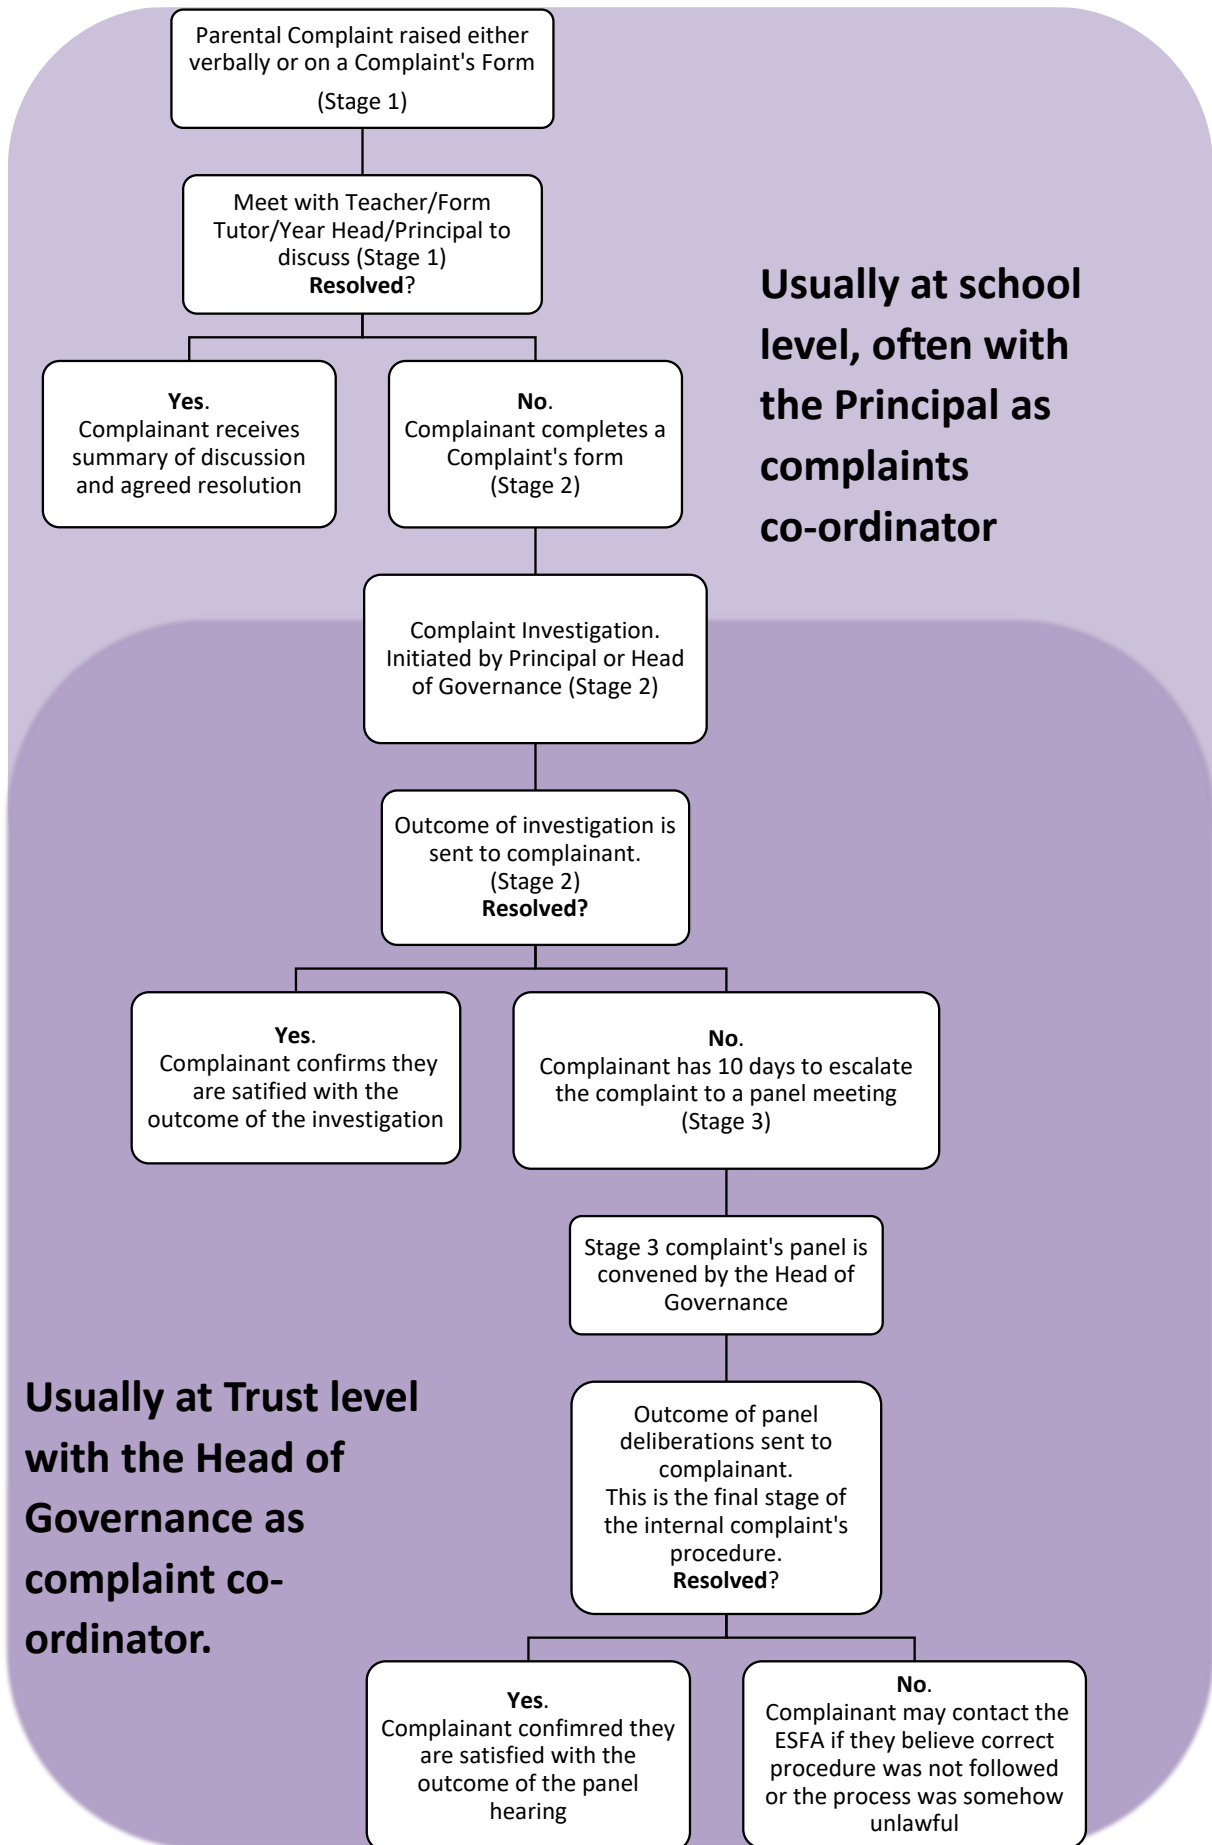 Parental Complaint raised either
verbally or on a Complaint's Form
(Stage 1)
Meet with Teacher/Form
Tutor/Year Head/Principal to
discuss (Stage 1)
Resolved?
Usually at school
level, often with
the Principal as
complaints
co-ordinator
Yes.
Complainant receives
summary of discussion
and agreed resolution
No.
Complainant completes a
Complaint's form
(Stage 2)
Complaint Investigation.
Initiated by Principal or Head
of Governance (Stage 2)
Outcome of investigation is
sent to complainant.
(Stage 2)
Resolved?
Yes.
Complainant confirms they
are satified with the
outcome of the investigation
No.
Complainant has 10 days to escalate
the complaint to a panel meeting
(Stage 3)
Stage 3 complaint's panel is
convened by the Head of
Governance
Usually at Trust level
with the Head of
Governance as
complaint co-
ordinator.
Outcome of panel
deliberations sent to
complainant.
This is the final stage of
the internal complaint's
procedure.
Resolved?
Yes.
Complainant confimred they
are satisfied with the
outcome of the panel
hearing
No.
Complainant may contact the
ESFA if they believe correct
procedure was not followed
or the process was somehow
unlawful